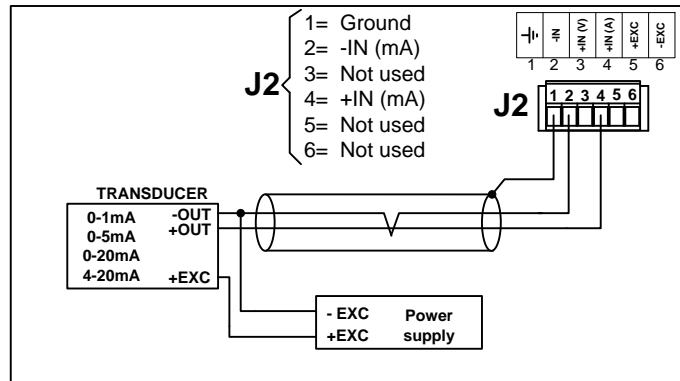 1= Ground
2= -IN (mA)
3= Not used
4= +IN (mA)
5= Not used
6= Not used
J2
-IN
+IN (V)
+IN (A)
+EXC
-EXC
1 2 3 4 5 6
J2
1 2 3 4 5 6
TRANSDUCER
0-1mA -OUT
0-5mA +OUT
0-20mA
4-20mA +EXC
- EXC Power
+EXC supply